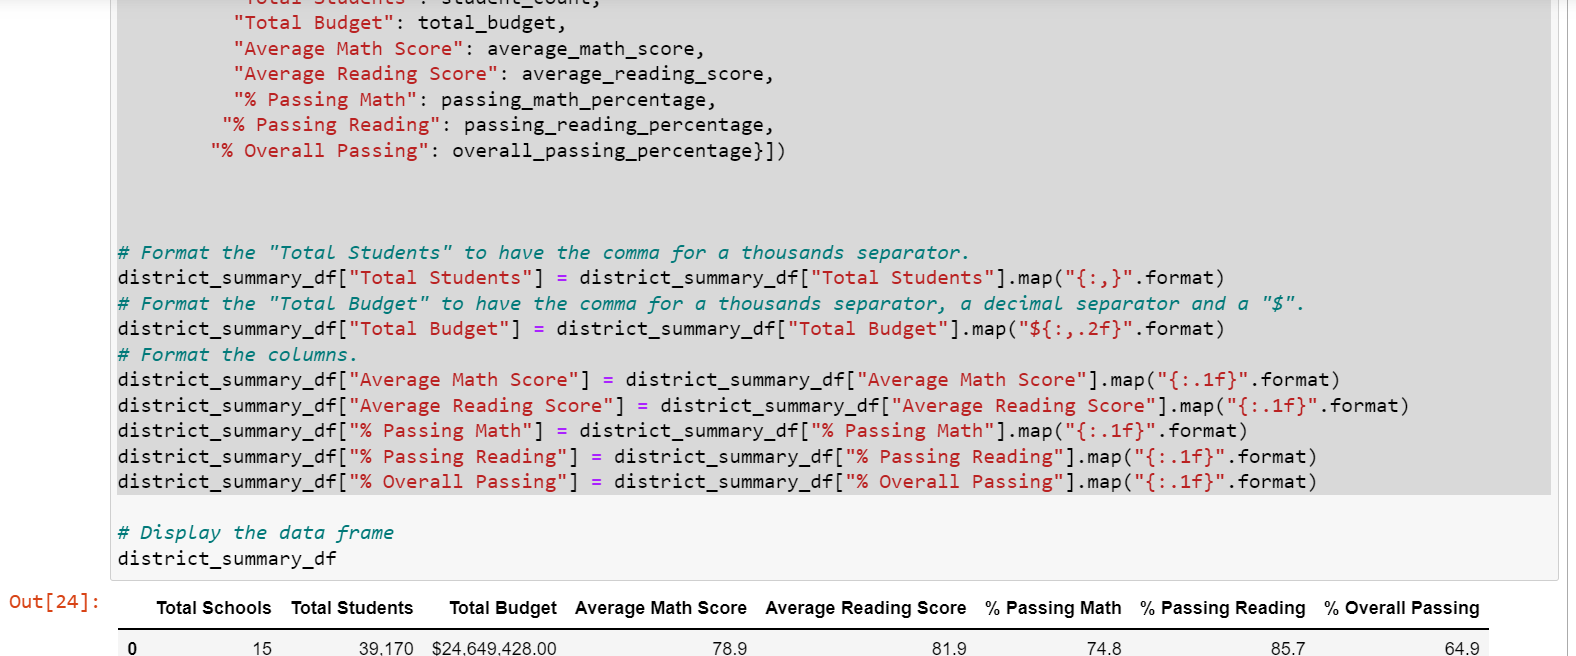 "Total Students": student_count,
"Total Budget": total_budget,
"Average Math Score": average_math_score,
"Average Reading Score": average_reading_score,
"% Passing Math": passing_math_percentage,
"% Passing Reading": passing_reading_percentage,
"% Overall Passing": overall_passing_percentage}])
# Format the "Total Students" to have the comma for a thousands separator.
district_summary_df["Total Students"] = district_summary_df["Total Students"].map("{:,}".format)
# Format the "Total Budget" to have the comma for a thousands separator, a decimal separator and a "$".
district_summary_df["Total Budget"] = district_summary_df["Total Budget"].map("${:,.2f}".format)
# Format the columns.
district_summary_df["Average Math Score"] = district_summary_df["Average Math Score"].map("{:.1f}".format)
district_summary_df["Average Reading Score"] = district_summary_df["Average Reading Score"].map("{:.1f}".format)
district_summary_df["% Passing Math"] = district_summary_df["% Passing Math"].map("{:.1f}".format)
district_summary_df["% Passing Reading"] = district_summary_df["% Passing Reading"].map("{:.1f}".format)
district_summary_df["% Overall Passing"] = district_summary_df["% Overall Passing"].map("{:.1f}".format)
# Display the data frame
district_summary_df
Out[24]:
Total Schools Total Students Total Budget Average Math Score Average Reading Score % Passing Math % Passing Reading % Overall Passing
0 15 39,170 $24,649,428.00 78.9 81.9 74.8 85.7 64.9